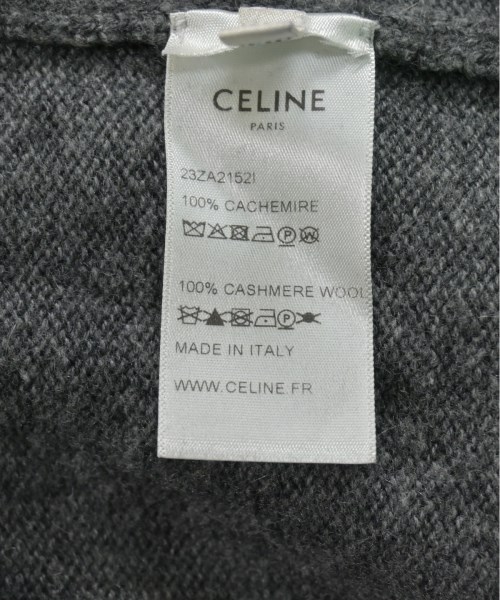 CELINE
PARIS
23ZA2152I
100% CACHEMIRE
P W
100% CASHMERE WOOL
P
MADE IN ITALY
WWW.CELINE.FR